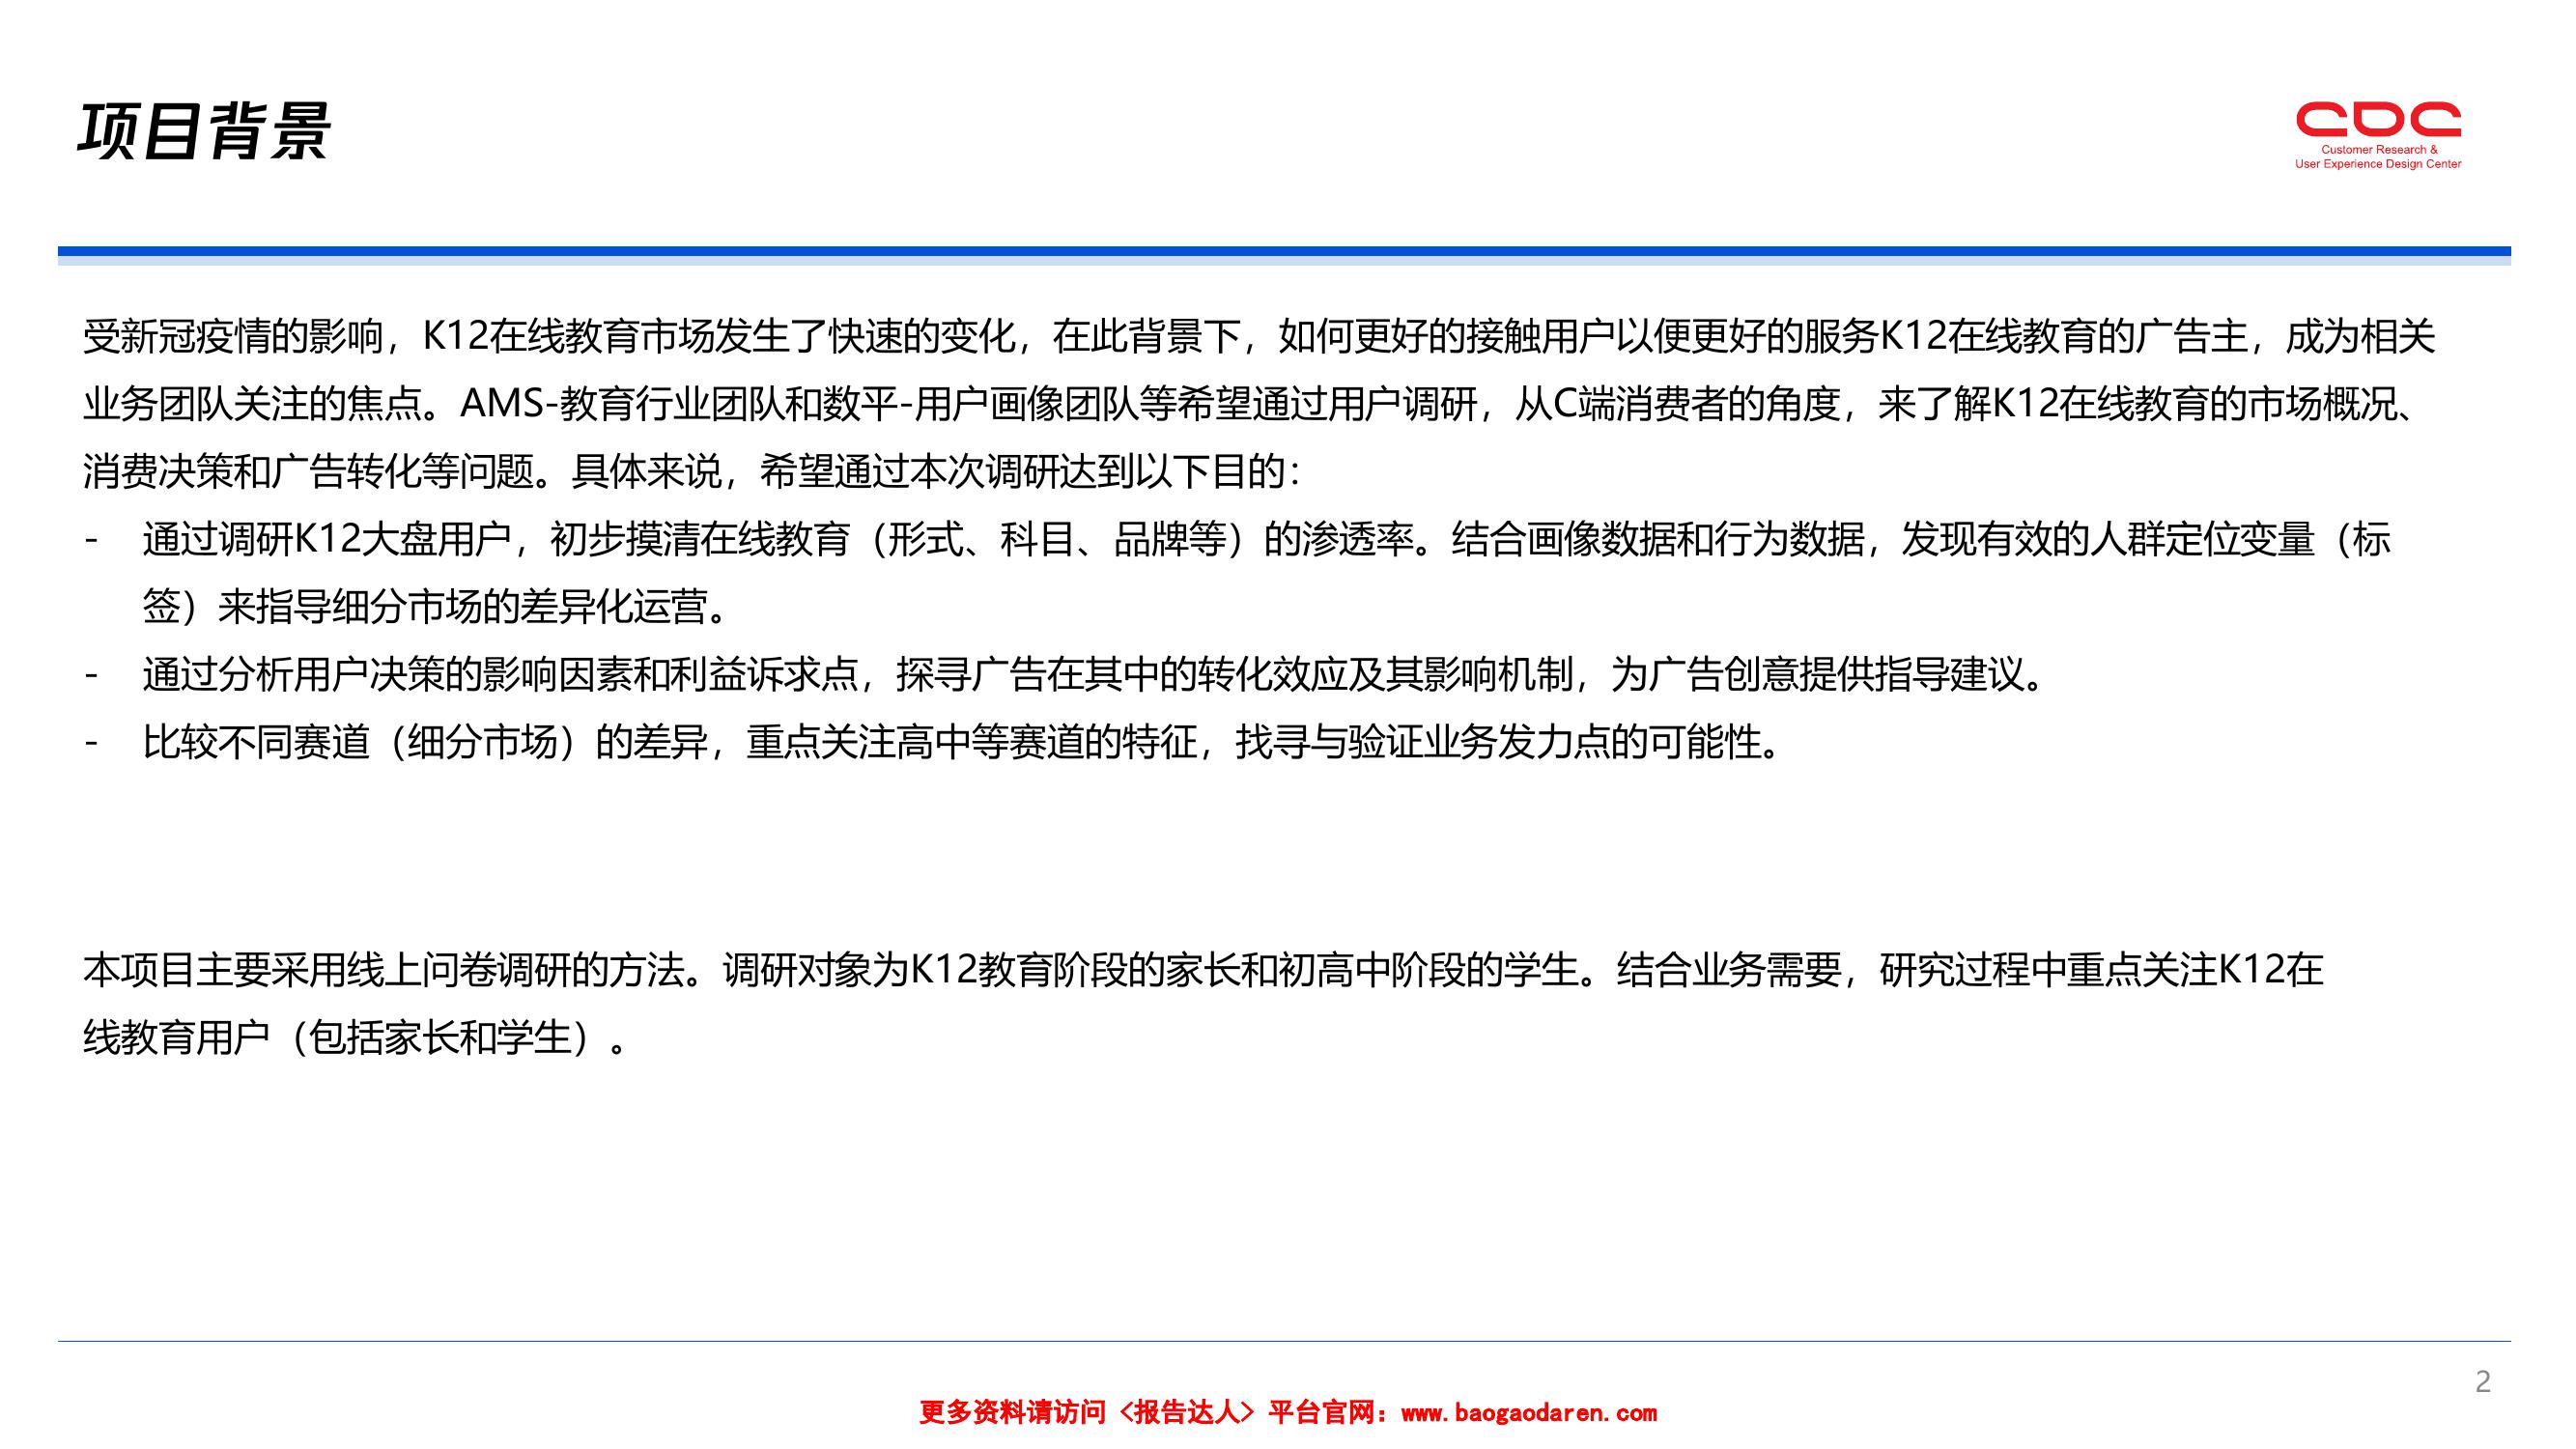 项目背景
CDC
Customer Research &
User Experience Design Center
受新冠疫情的影响，K12在线教育市场发生了快速的变化，在此背景下，如何更好的接触用户以便更好的服务K12在线教育的广告主，成为相关
业务团队关注的焦点。AMS-教育行业团队和数平-用户画像团队等希望通过用户调研，从C端消费者的角度，来了解K12在线教育的市场概况、
消费决策和广告转化等问题。具体来说，希望通过本次调研达到以下目的：
- 通过调研K12大盘用户，初步摸清在线教育（形式、科目、品牌等）的渗透率。结合画像数据和行为数据，发现有效的人群定位变量（标
签）来指导细分市场的差异化运营。
- 通过分析用户决策的影响因素和利益诉求点，探寻广告在其中的转化效应及其影响机制，为广告创意提供指导建议。
- 比较不同赛道（细分市场）的差异，重点关注高中等赛道的特征，找寻与验证业务发力点的可能性。
本项目主要采用线上问卷调研的方法。调研对象为K12教育阶段的家长和初高中阶段的学生。结合业务需要，研究过程中重点关注K12在
线教育用户（包括家长和学生）。
2
更多资料请访问<报告达人>平台官网：www.baogaodaren.com